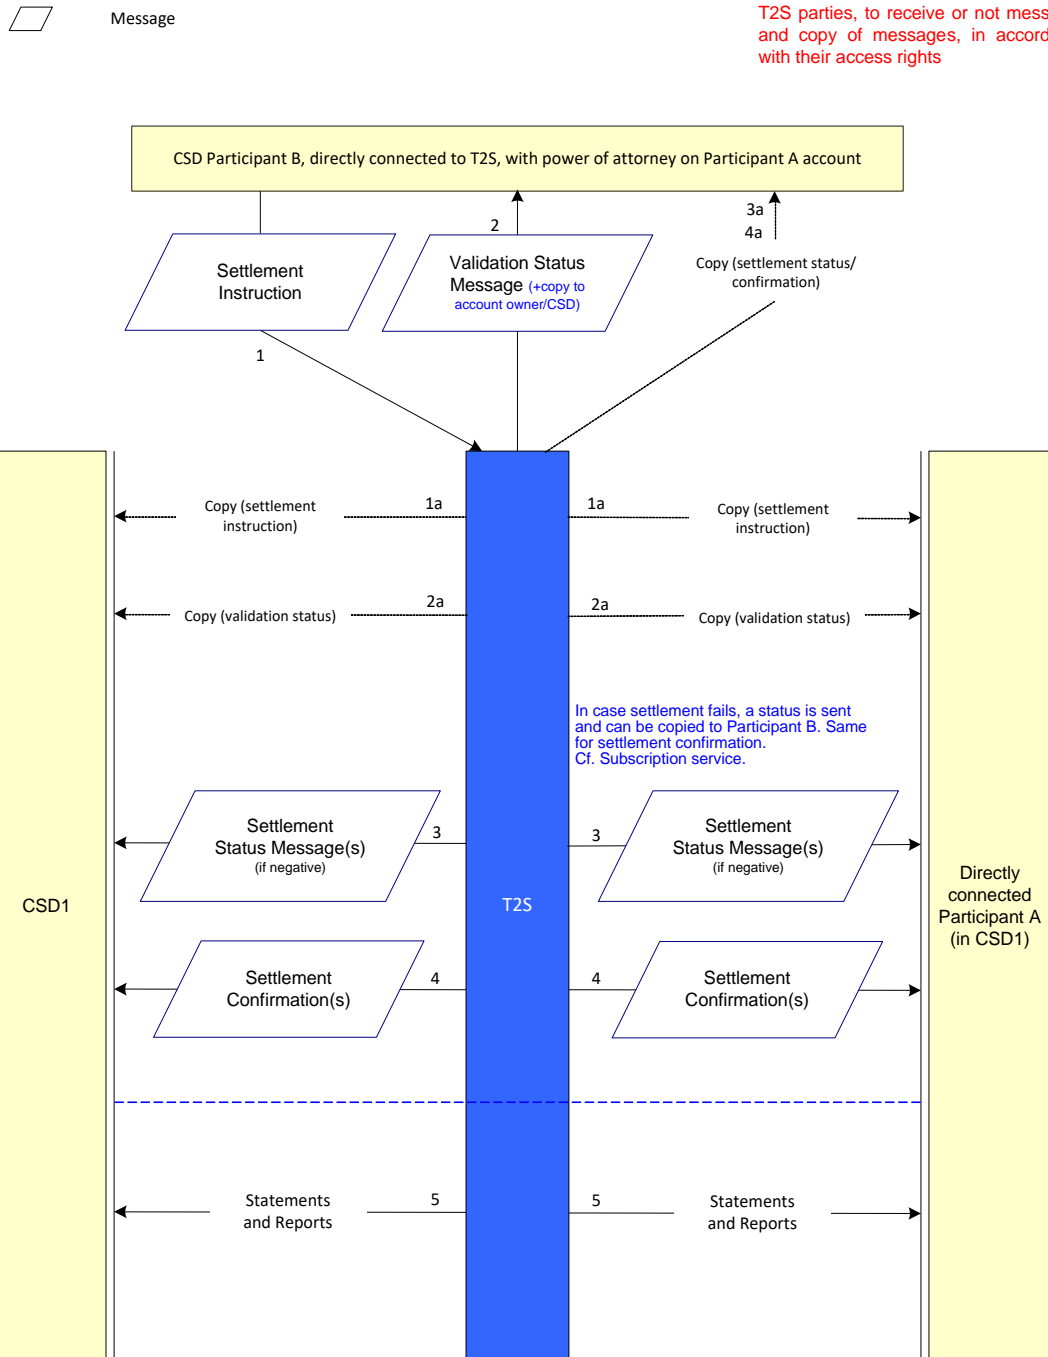 Message
T2S parties, to receive or not mess
and copy of messages, in accord
with their access rights
CSD Participant B, directly connected to T2S, with power of attorney on Participant A account
Settlement
Instruction
1
2
Validation Status
Message (+copy to
account owner/CSD)
3a
4a
Copy (settlement status/
confirmation)
Copy (settlement
instruction)
1a
1a
Copy (settlement
instruction)
Copy (validation status)
2a
2a
Copy (validation status)
In case settlement fails, a status is sent
and can be copied to Participant B. Same
for settlement confirmation.
Cf. Subscription service.
Settlement
Status Message(s)
(if negative)
3
3
Settlement
Status Message(s)
(if negative)
CSD1
T2S
Directly
connected
Participant A
(in CSD1)
Settlement
Confirmation(s)
4
4
Settlement
Confirmation(s)
Statements
and Reports
5
5
Statements
and Reports